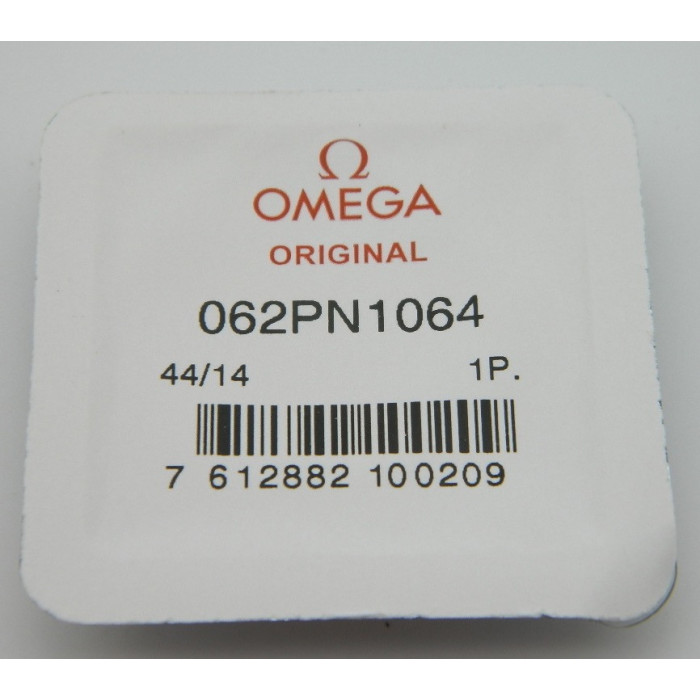 Ω
OMEGA
ORIGINAL
062PN1064
44/14 1P.
7 612882 100209